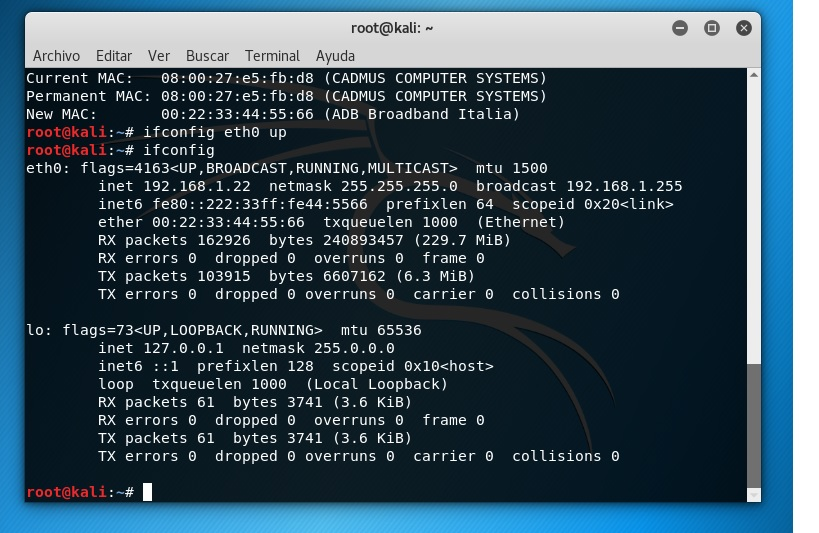 root@kali: ~
Archivo Editar Ver Buscar Terminal Ayuda
Current MAC:   08:00:27:e5:fb:d8 (CADMUS COMPUTER SYSTEMS)
Permanent MAC: 08:00:27:e5:fb:d8 (CADMUS COMPUTER SYSTEMS)
New MAC:       00:22:33:44:55:66 (ADB Broadband Italia)
root@kali:~# ifconfig eth0 up
root@kali:~# ifconfig
eth0: flags=4163<UP,BROADCAST,RUNNING,MULTICAST>  mtu 1500
        inet 192.168.1.22  netmask 255.255.255.0  broadcast 192.168.1.255
        inet6 fe80::222:33ff:fe44:5566  prefixlen 64  scopeid 0x20<link>
        ether 00:22:33:44:55:66  txqueuelen 1000  (Ethernet)
        RX packets 162926  bytes 240893457 (229.7 MiB)
        RX errors 0  dropped 0  overruns 0  frame 0
        TX packets 103915  bytes 6607162 (6.3 MiB)
        TX errors 0  dropped 0 overruns 0  carrier 0  collisions 0

lo: flags=73<UP,LOOPBACK,RUNNING>  mtu 65536
        inet 127.0.0.1  netmask 255.0.0.0
        inet6 ::1  prefixlen 128  scopeid 0x10<host>
        loop  txqueuelen 1000  (Local Loopback)
        RX packets 61  bytes 3741 (3.6 KiB)
        RX errors 0  dropped 0  overruns 0  frame 0
        TX packets 61  bytes 3741 (3.6 KiB)
        TX errors 0  dropped 0 overruns 0  carrier 0  collisions 0

root@kali:~#